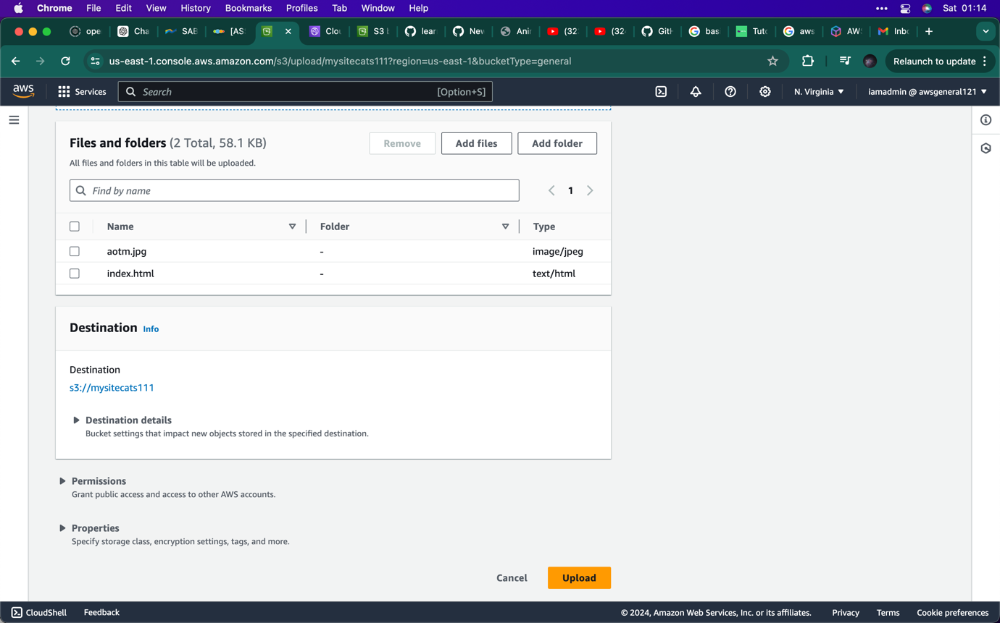 Chrome File Edit View History Bookmarks Profiles Tab Window Help ••• Sat 01:14
ope Cha SAB [AS Clou S3 b lear New Anir (323 (324 Gith bas Tuto aws AW Inbo
us-east-1.console.aws.amazon.com/s3/upload/mysitecats111?region=us-east-1&bucketType=general Relaunch to update
aws Services Search [Option+S] N. Virginia iamadmin @ awsgeneral121
Files and folders (2 Total, 58.1 KB) Remove Add files Add folder
All files and folders in this table will be uploaded.
Find by name 1
Name Folder Type
aotm.jpg - image/jpeg
index.html - text/html
Destination Info
Destination
s3://mysitecats111
Destination details
Bucket settings that impact new objects stored in the specified destination.
Permissions
Grant public access and access to other AWS accounts.
Properties
Specify storage class, encryption settings, tags, and more.
Cancel Upload
CloudShell Feedback © 2024, Amazon Web Services, Inc. or its affiliates. Privacy Terms Cookie preferences